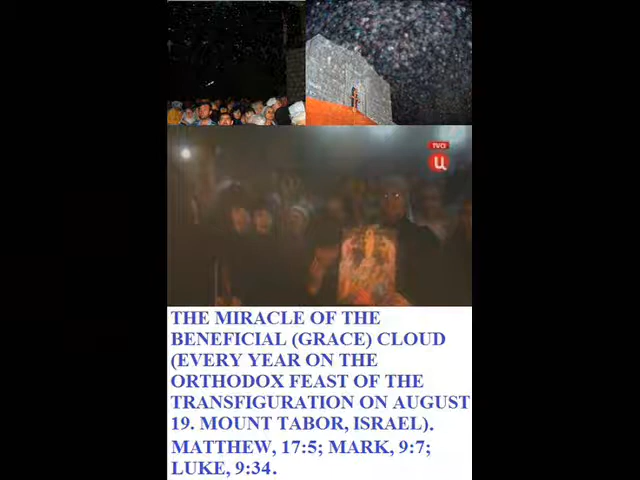 TVCI
Ц
THE MIRACLE OF THE
BENEFICIAL (GRACE) CLOUD
(EVERY YEAR ON THE
ORTHODOX FEAST OF THE
TRANSFIGURATION ON AUGUST
19. MOUNT TABOR, ISRAEL).
MATTHEW, 17:5; MARK, 9:7;
LUKE, 9:34.